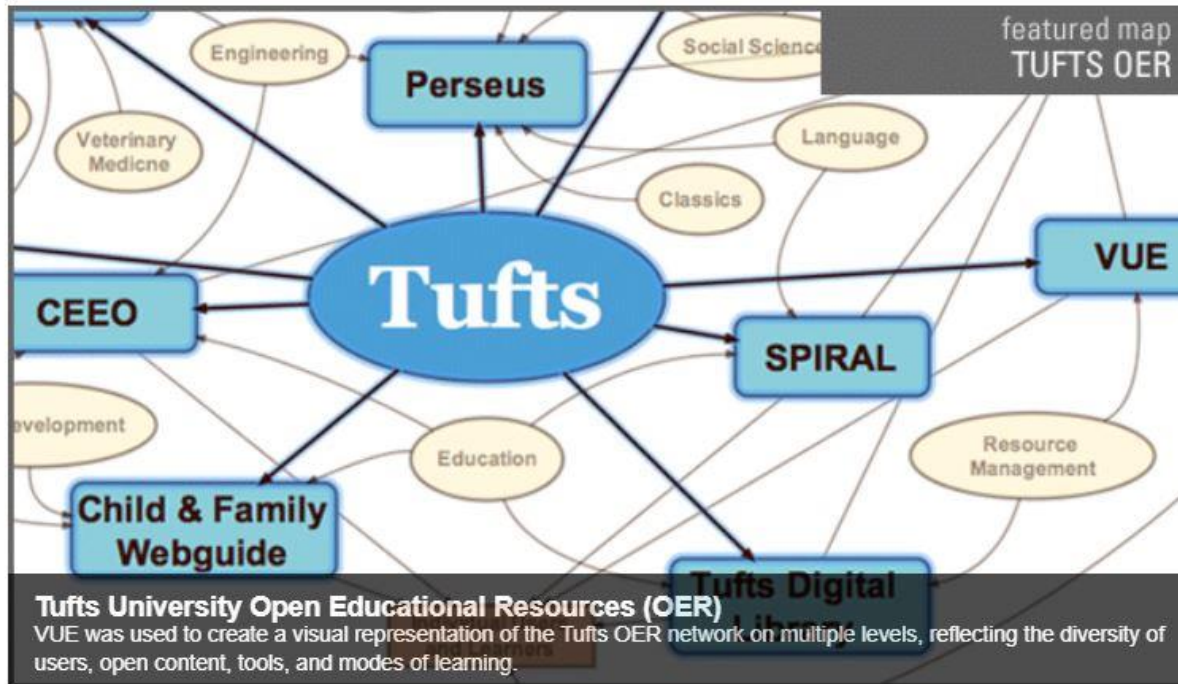 featured map
TUFTS OER
Engineering
Perseus
Social Science
Veterinary
Medicne
Language
Classics
Tufts
VUE
CEEO
SPIRAL
evelopment
Education
Resource
Management
Child & Family
Webguide
Tufts Digital
Library
and Learners
Tufts University Open Educational Resources (OER)
VUE was used to create a visual representation of the Tufts OER network on multiple levels, reflecting the diversity of
users, open content, tools, and modes of learning.